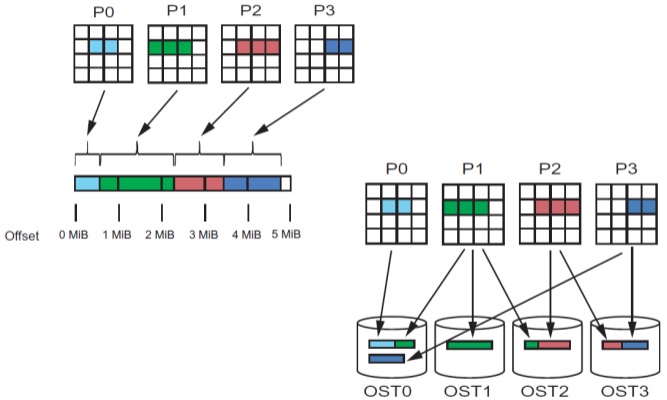 P0 P1 P2 P3
Offset 0 MiB 1 MiB 2 MiB 3 MiB 4 MiB 5 MiB
P0 P1 P2 P3
OST0 OST1 OST2 OST3